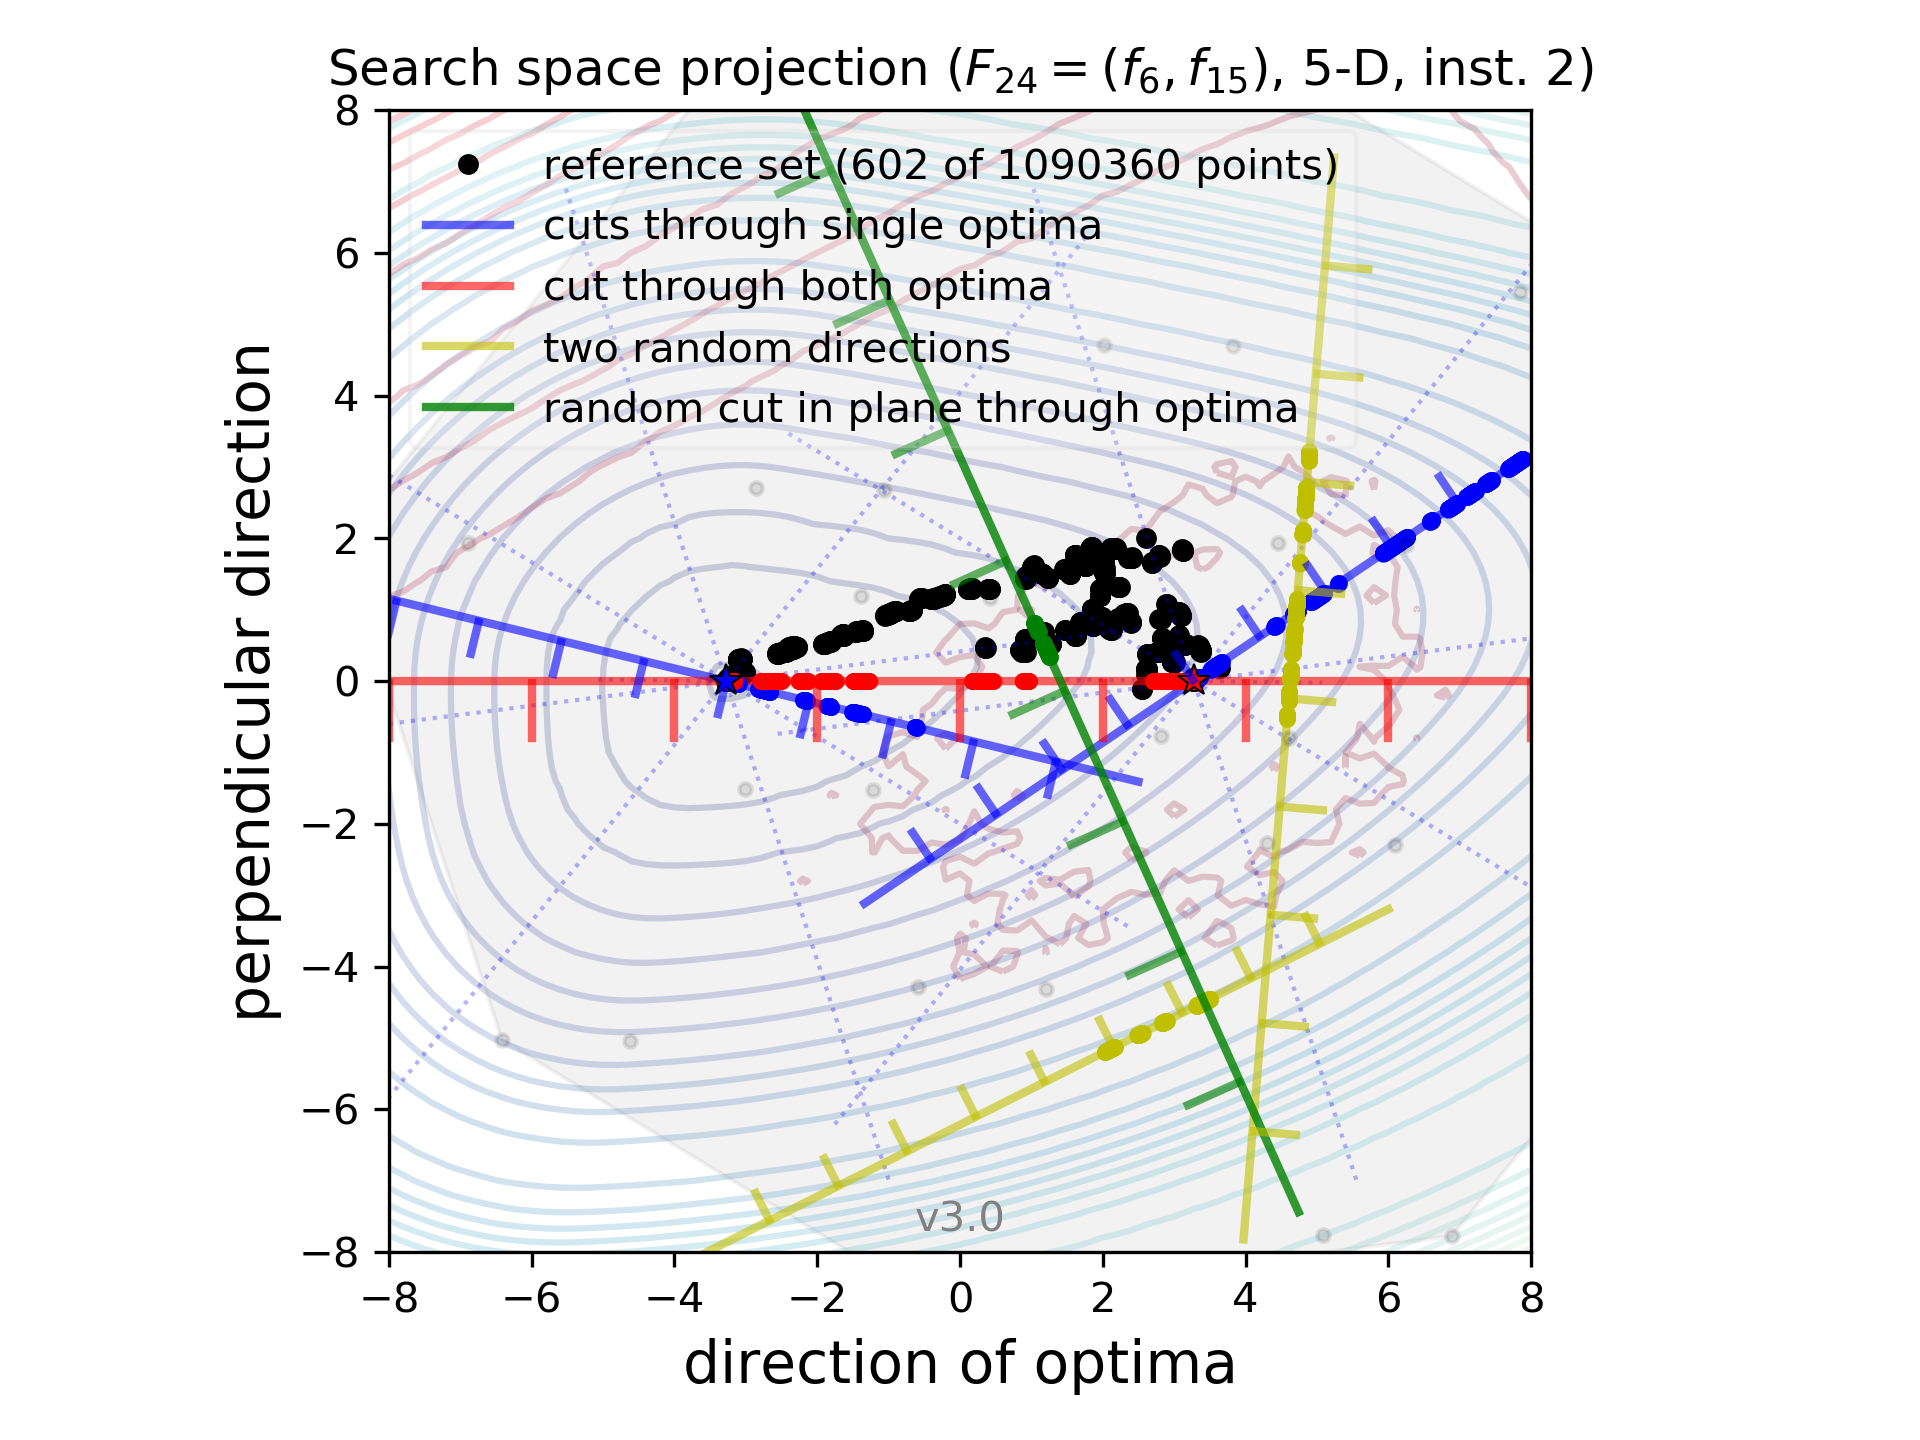 Search space projection (F₂₄ = (f₆, f₁₅), 5-D, inst. 2)
reference set (602 of 1090360 points)
cuts through single optima
cut through both optima
two random directions
random cut in plane through optima
8
6
4
2
0
−2
−4
−6
−8
perpendicular direction
v3.0
−8 −6 −4 −2 0 2 4 6 8
direction of optima